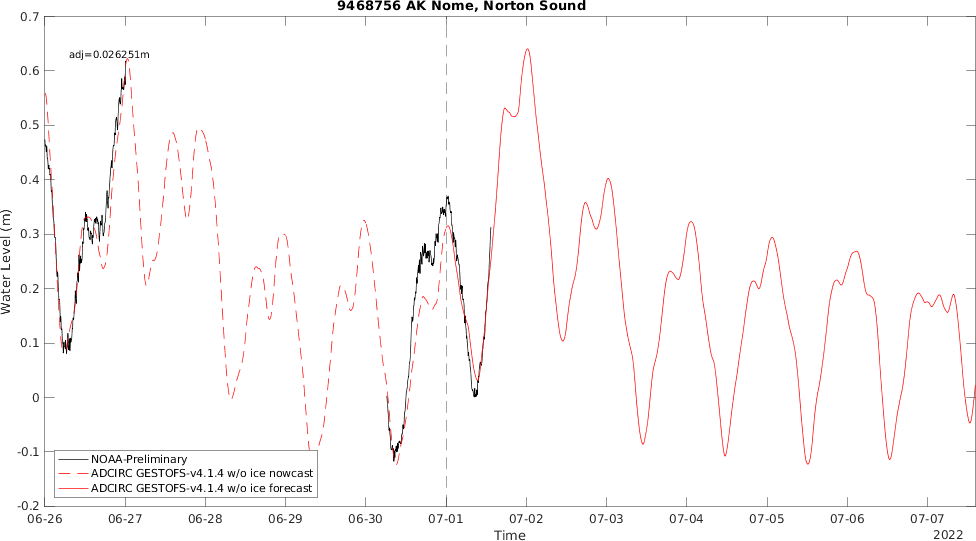 9468756 AK Nome, Norton Sound
adj=0.026251m
Water Level (m)
0.7
0.6
0.5
0.4
0.3
0.2
0.1
0
-0.1
-0.2
NOAA-Preliminary
ADCIRC GESTOFS-v4.1.4 w/o ice nowcast
ADCIRC GESTOFS-v4.1.4 w/o ice forecast
06-26 06-27 06-28 06-29 06-30 07-01 07-02 07-03 07-04 07-05 07-06 07-07
Time
2022